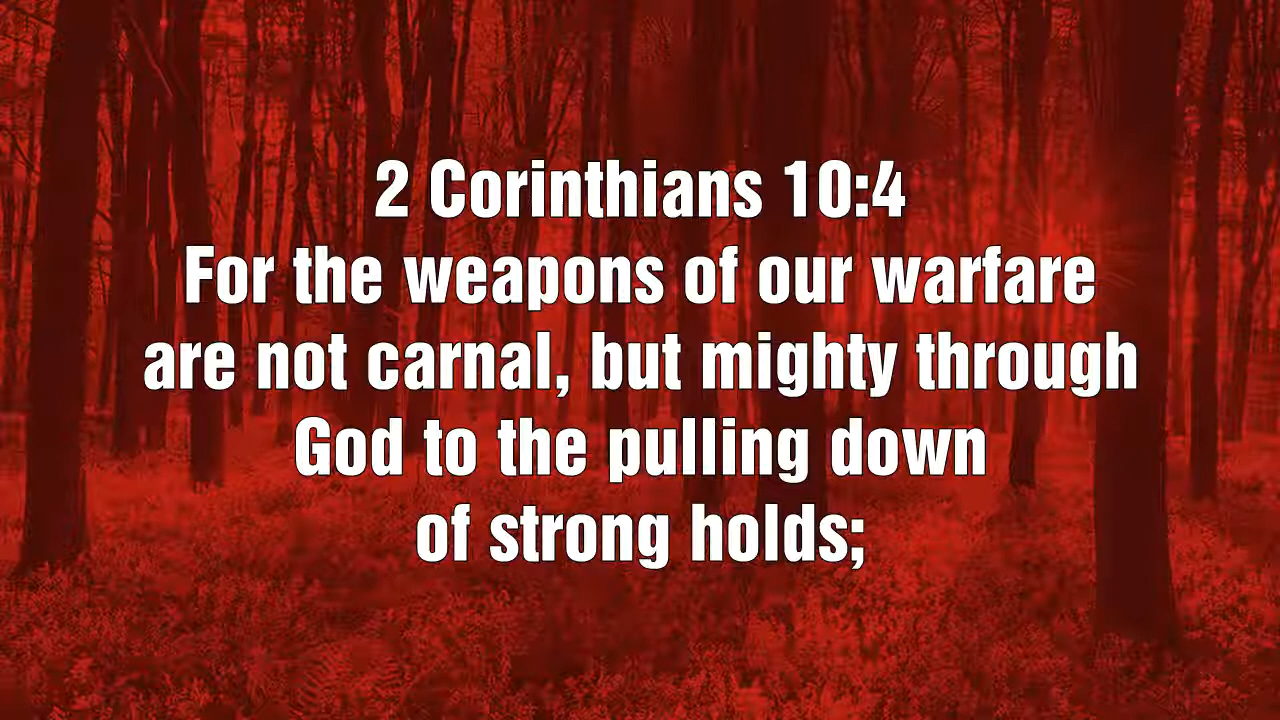 2 Corinthians 10:4
For the weapons of our warfare
are not carnal, but mighty through
God to the pulling down
of strong holds;